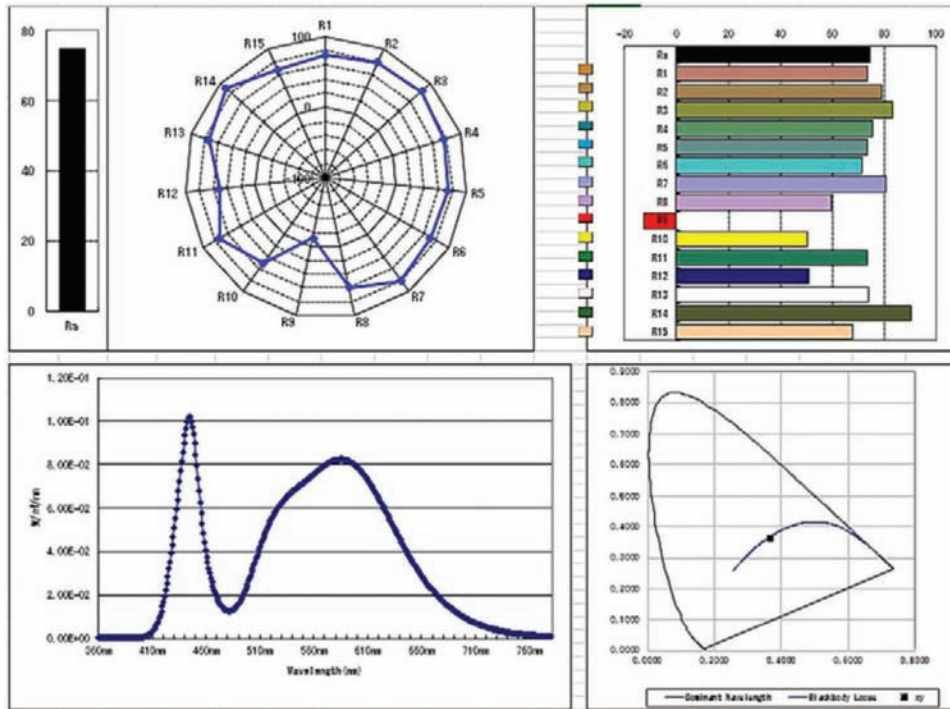 80
60
40
20
0
Ra
R1
R2
R3
R4
R5
R6
R7
R8
R9
R10
R11
R12
R13
R14
R15
100
0
-20
0
20
40
60
80
100
Ra
R1
R2
R3
R4
R5
R6
R7
R8
R10
R11
R12
R13
R14
R15
1.20E-01
1.00E-01
8.00E-02
6.00E-02
4.00E-02
2.00E-02
0.00E+00
360nm 410nm 460nm 510nm 560nm 610nm 660nm 710nm 760nm
Wavelength(nm)
0.9000
0.8000
0.7000
0.6000
0.5000
0.4000
0.3000
0.2000
0.1000
0.0000
0.0000 0.2000 0.4000 0.6000 0.8000
Dominant Wavelength Blackbody Locus xy